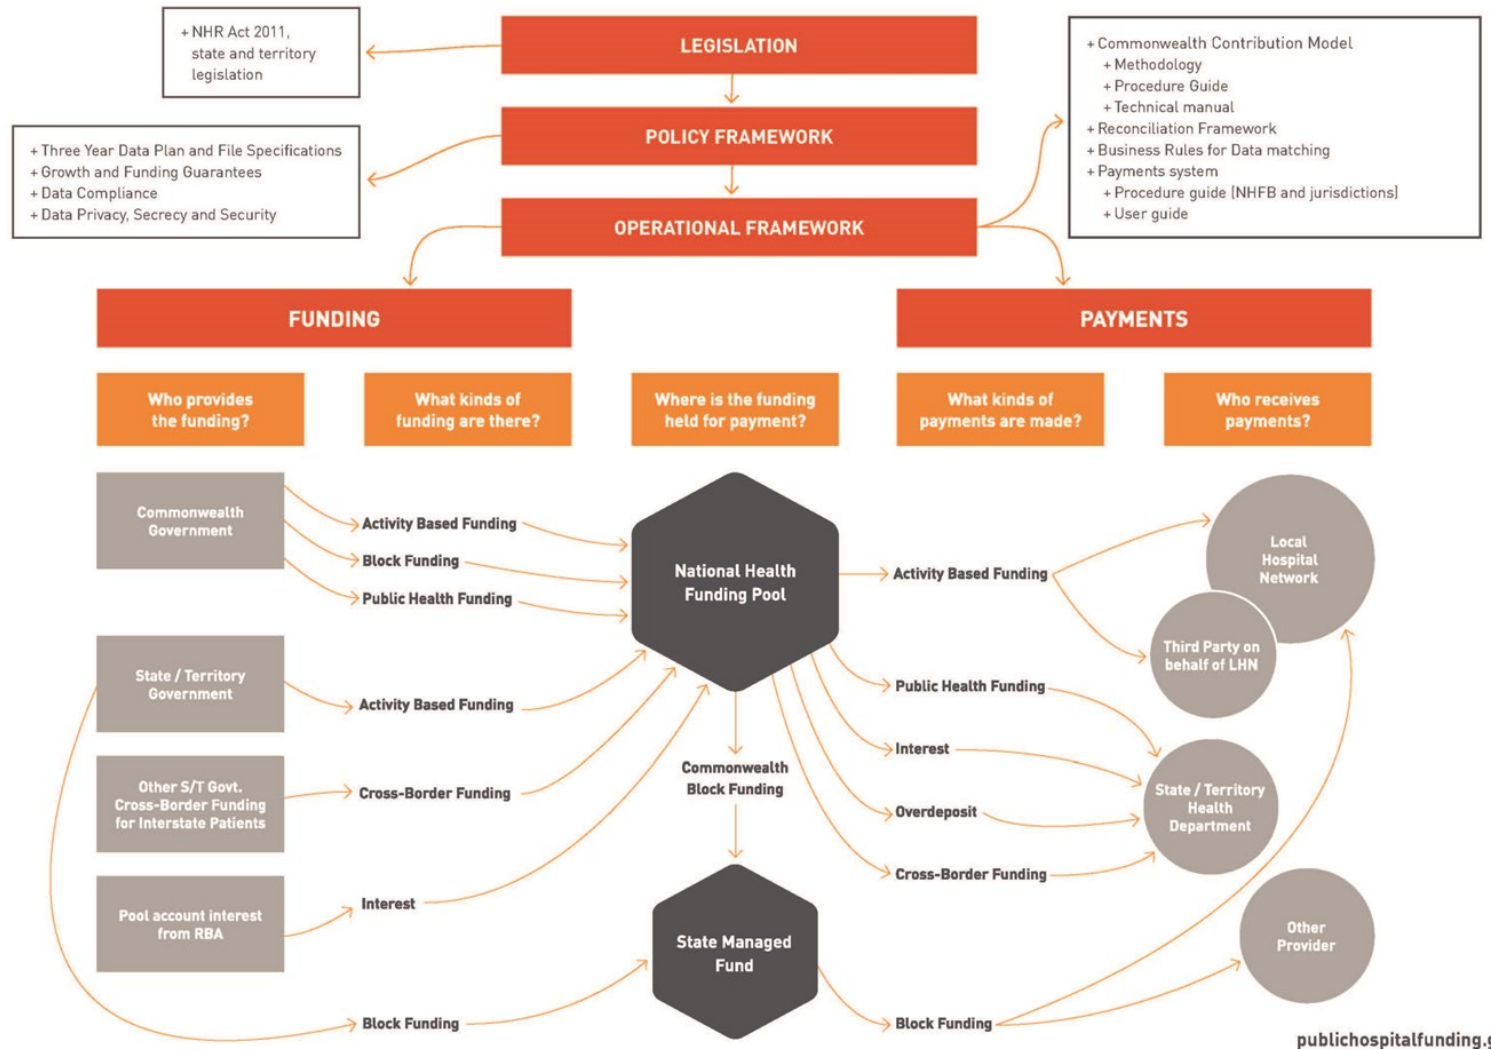 + NHR Act 2011,
state and territory
legislation
LEGISLATION
+ Commonwealth Contribution Model
+ Methodology
+ Procedure Guide
+ Technical manual
+ Reconciliation Framework
+ Business Rules for Data matching
+ Payments system
+ Procedure guide (NHFB and jurisdictions)
+ User guide
POLICY FRAMEWORK
+ Three Year Data Plan and File Specifications
+ Growth and Funding Guarantees
+ Data Compliance
+ Data Privacy, Secrecy and Security
OPERATIONAL FRAMEWORK
FUNDING
PAYMENTS
Who provides
the funding?
What kinds of
funding are there?
Where is the funding
held for payment?
What kinds of
payments are made?
Who receives
payments?
Commonwealth
Government
Activity Based Funding
Block Funding
Public Health Funding
National Health
Funding Pool
Activity Based Funding
Local
Hospital
Network
Third Party on
behalf of LHN
State / Territory
Government
Activity Based Funding
Public Health Funding
Interest
Commonwealth
Block Funding
Other S/T Govt.
Cross-Border Funding
for Interstate Patients
Cross-Border Funding
Overdeposit
State / Territory
Health
Department
Cross-Border Funding
Pool account interest
from RBA
Interest
State Managed
Fund
Other
Provider
Block Funding
Block Funding
publichospitalfunding.g